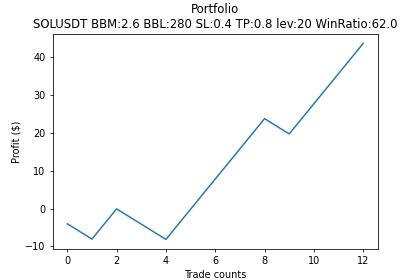 Portfolio
SOLUSDT BBM:2.6 BBL:280 SL:0.4 TP:0.8 lev:20 WinRatio:62.0
Profit ($)
40
30
20
10
0
−10
0 2 4 6 8 10 12
Trade counts